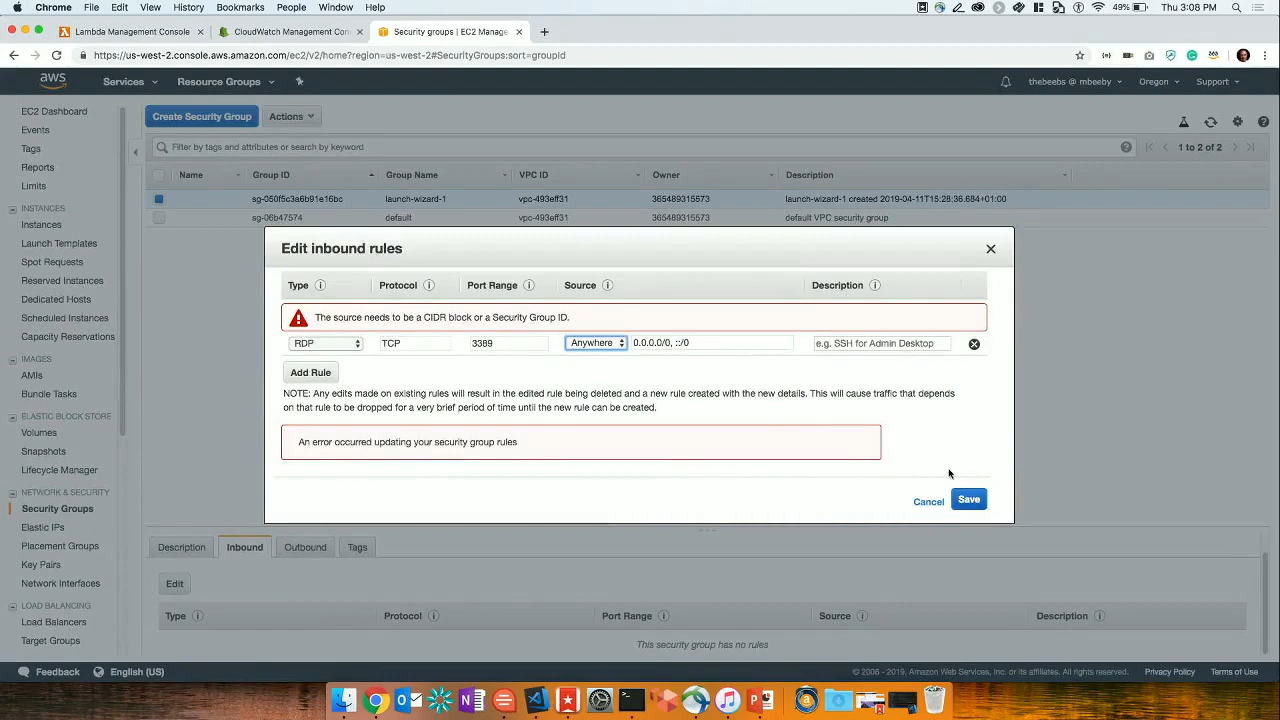 Chrome File Edit View History Bookmarks People Window Help 49% Thu 3:08 PM
Lambda Management Console × CloudWatch Management Con × Security groups | EC2 Manage ×
https://us-west-2.console.aws.amazon.com/ec2/v2/home?region=us-west-2#SecurityGroups:sort=groupId
aws Services Resource Groups thebeebs @ mbeeby Oregon Support
EC2 Dashboard
Events
Tags
Reports
Limits
INSTANCES
Instances
Launch Templates
Spot Requests
Reserved Instances
Dedicated Hosts
Scheduled Instances
Capacity Reservations
IMAGES
AMIs
Bundle Tasks
ELASTIC BLOCK STORE
Volumes
Snapshots
Lifecycle Manager
NETWORK & SECURITY
Security Groups
Elastic IPs
Placement Groups
Key Pairs
Network Interfaces
LOAD BALANCING
Load Balancers
Target Groups
Create Security Group Actions
Filter by tags and attributes or search by keyword 1 to 2 of 2
Name Group ID Group Name VPC ID Owner Description
sg-050f5c3a6b91e16bc launch-wizard-1 vpc-493eff31 365489315573 launch-wizard-1 created 2019-04-11T15:28:36.684+01:00
sg-06b47574 default vpc-493eff31 365489315573 default VPC security group
Edit inbound rules
Type Protocol Port Range Source Description
The source needs to be a CIDR block or a Security Group ID.
RDP TCP 3389 Anywhere 0.0.0.0/0, ::/0 e.g. SSH for Admin Desktop
Add Rule
NOTE: Any edits made on existing rules will result in the edited rule being deleted and a new rule created with the new details. This will cause traffic that depends
on that rule to be dropped for a very brief period of time until the new rule can be created.
An error occurred updating your security group rules
Cancel Save
Description Inbound Outbound Tags
Edit
Type Protocol Port Range Source Description
This security group has no rules
Feedback English (US) © 2006 - 2019, Amazon Web Services, Inc. or its affiliates. All rights reserved. Privacy Policy Terms of Use